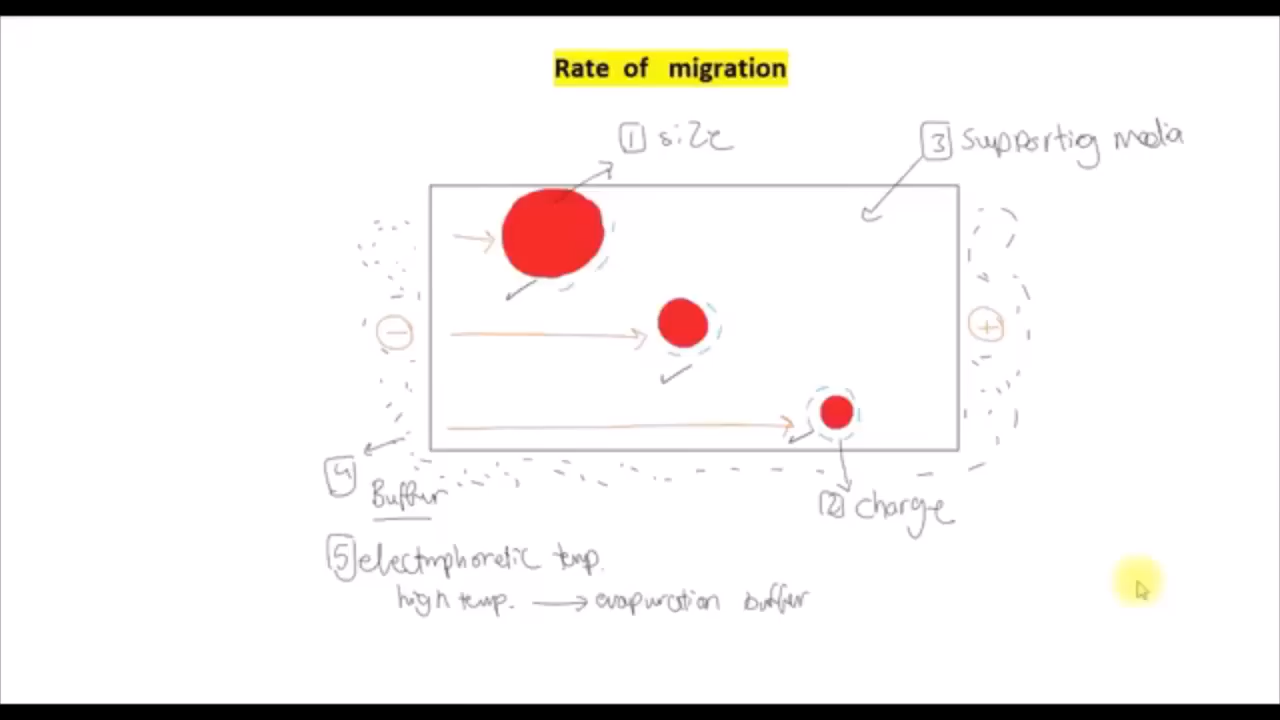 Rate of migration
1 size
3 Supporting media
−
+
4
Buffer
2 charge
5 electrophoretic temp.
high temp. → evaporation buffer